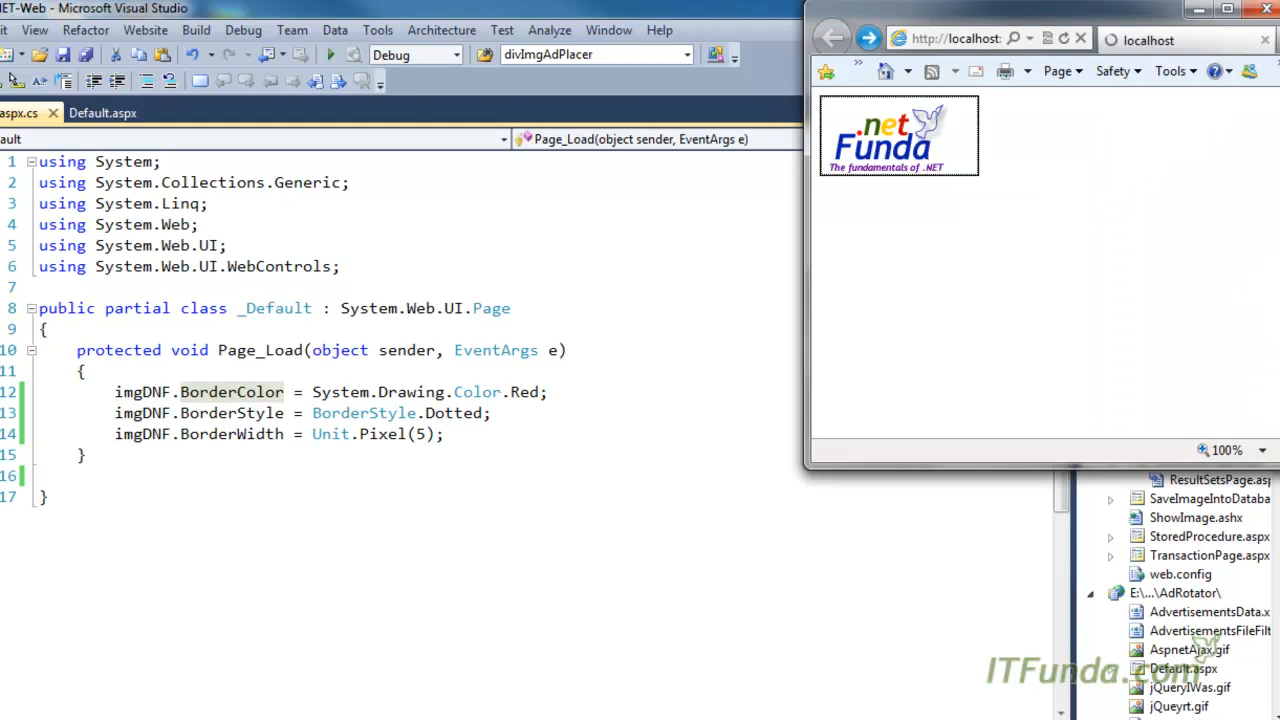 NET-Web - Microsoft Visual Studio
it View Refactor Website Build Debug Team Data Tools Architecture Test Analyze Window Help
Debug divImgAdPlacer
aspx.cs Default.aspx
ault Page_Load(object sender, EventArgs e)
1 using System;
2 using System.Collections.Generic;
3 using System.Linq;
4 using System.Web;
5 using System.Web.UI;
6 using System.Web.UI.WebControls;
7
8 public partial class _Default : System.Web.UI.Page
9 {
10 protected void Page_Load(object sender, EventArgs e)
11 {
12 imgDNF.BorderColor = System.Drawing.Color.Red;
13 imgDNF.BorderStyle = BorderStyle.Dotted;
14 imgDNF.BorderWidth = Unit.Pixel(5);
15 }
16
17 }
http://localhost: localhost
Page Safety Tools
.net
Funda
The fundamentals of .NET
100%
ResultSetsPage.asp
SaveImageIntoDataba
ShowImage.ashx
StoredProcedure.aspx
TransactionPage.aspx
web.config
E:\...\AdRotator\
AdvertisementsData.x
AdvertisementsFileFilt
AspnetAjax.gif
Default.aspx
jQueryIWas.gif
jQueyrt.gif
ITFunda.com